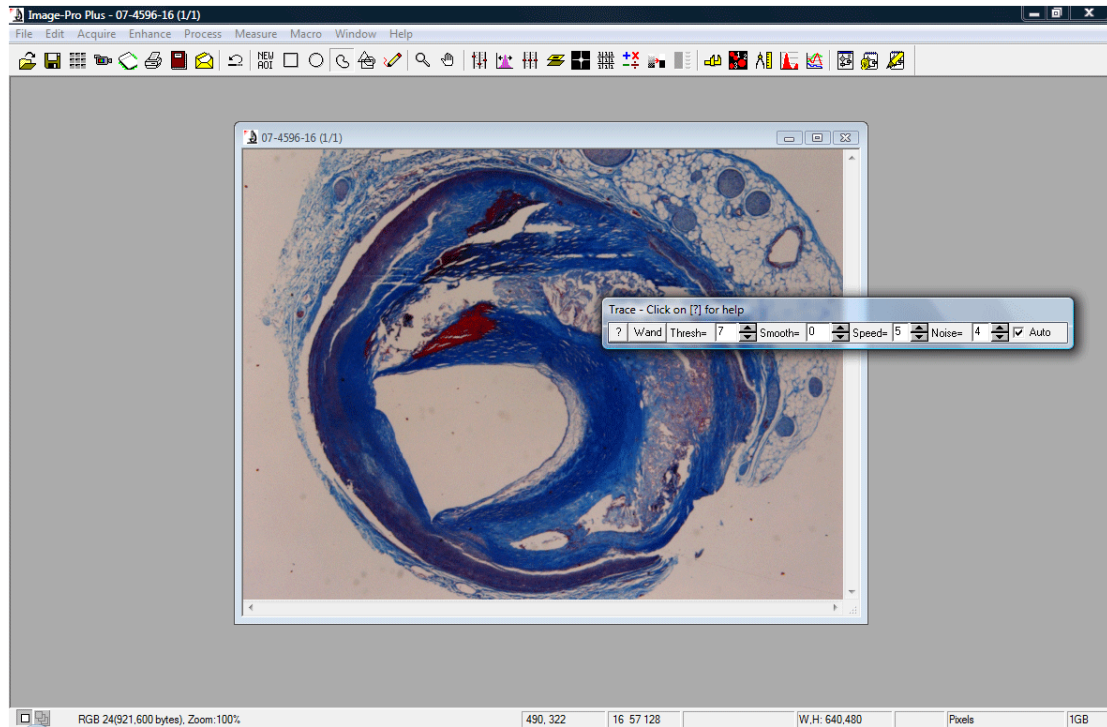 Image-Pro Plus - 07-4596-16 (1/1)
File Edit Acquire Enhance Process Measure Macro Window Help
NEW AOI
07-4596-16 (1/1)
Trace - Click on [?] for help
? Wand Thresh= 7 Smooth= 0 Speed= 5 Noise= 4 Auto
RGB 24(921,600 bytes), Zoom:100% 490, 322 16 57 128 W.H: 640,480 Pixels 1GB